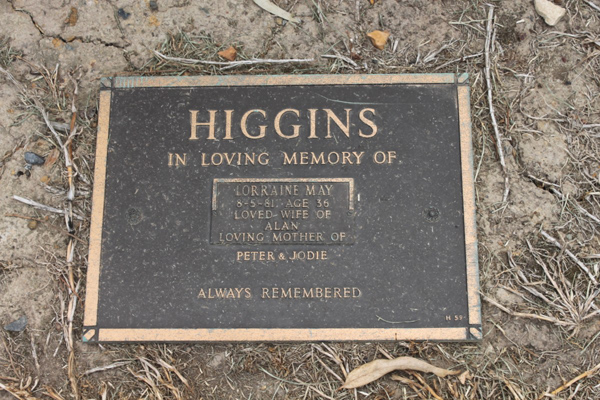 HIGGINS
IN LOVING MEMORY OF
LORRAINE MAY
8-5-81 AGE 36
LOVED WIFE OF
ALAN
LOVING MOTHER OF
PETER & JODIE
ALWAYS REMEMBERED
H 59